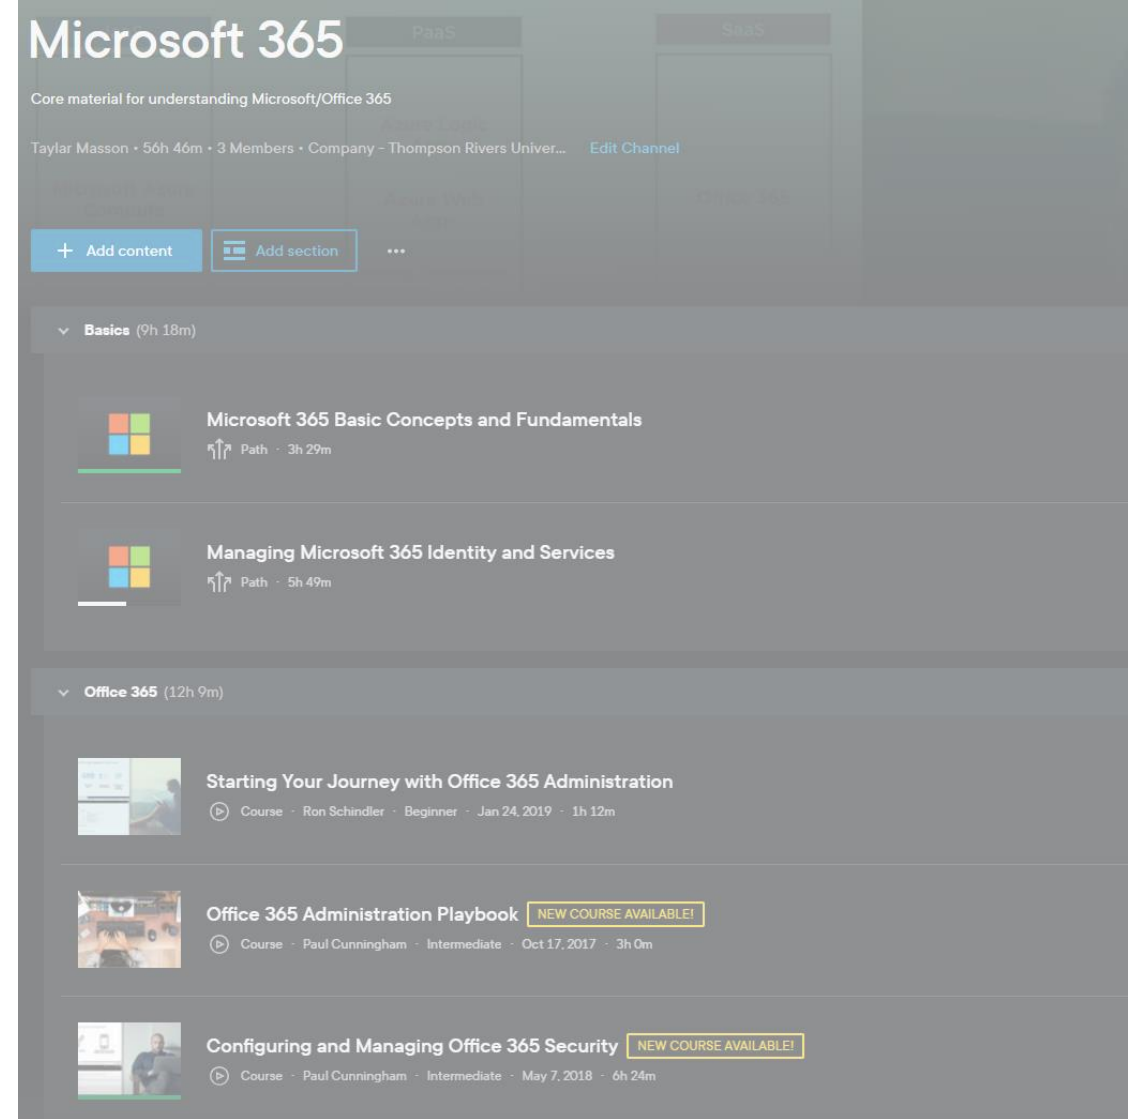 PaaS
SaaS
Microsoft 365
Core material for understanding Microsoft/Office 365
Taylar Masson • 56h 46m • 3 Members • Company - Thompson Rivers Univer... Edit Channel
Office 365
+ Add content
Add section
...
Basics (9h 18m)
Microsoft 365 Basic Concepts and Fundamentals
Path · 3h 29m
Managing Microsoft 365 Identity and Services
Path · 5h 49m
Office 365 (12h 9m)
Starting Your Journey with Office 365 Administration
Course · Ron Schindler · Beginner · Jan 24, 2019 · 1h 12m
Office 365 Administration Playbook NEW COURSE AVAILABLE!
Course · Paul Cunningham · Intermediate · Oct 17, 2017 · 3h 0m
Configuring and Managing Office 365 Security NEW COURSE AVAILABLE!
Course · Paul Cunningham · Intermediate · May 7, 2018 · 6h 24m